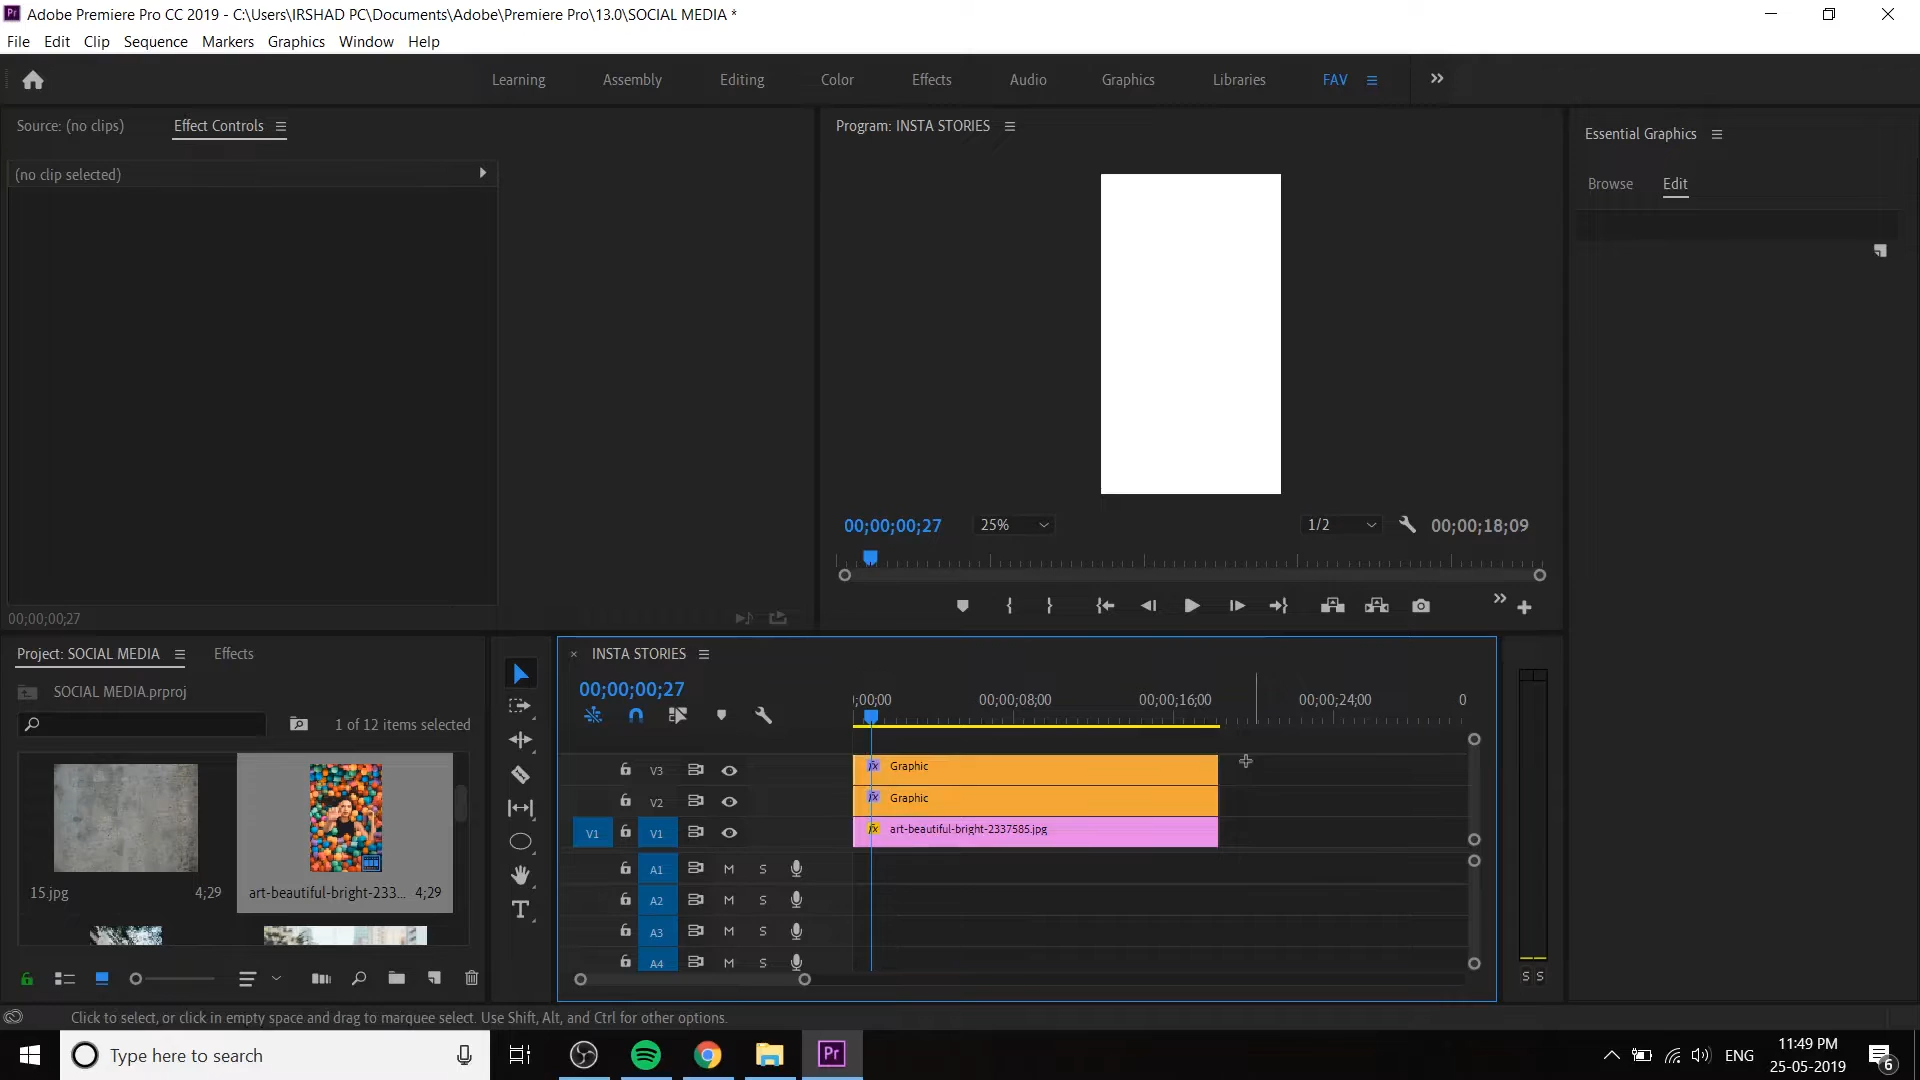 Pr Adobe Premiere Pro CC 2019 - C:\Users\IRSHAD PC\Documents\Adobe\Premiere Pro\13.0\SOCIAL MEDIA *
File Edit Clip Sequence Markers Graphics Window Help
Learning Assembly Editing Color Effects Audio Graphics Libraries FAV
Source: (no clips) Effect Controls
(no clip selected)
00;00;00;27
Program: INSTA STORIES
00;00;00;27 25% 1/2 00;00;18;09
Essential Graphics
Browse Edit
Project: SOCIAL MEDIA Effects
SOCIAL MEDIA.prproj
1 of 12 items selected
15.jpg 4;29
art-beautiful-bright-233... 4;29
× INSTA STORIES
00;00;00;27
;00;00 00;00;08;00 00;00;16;00 00;00;24;00 0
V3 fx Graphic
V2 fx Graphic
V1 V1 fx art-beautiful-bright-2337585.jpg
A1 M S
A2 M S
A3 M S
A4 M S
S S
Click to select, or click in empty space and drag to marquee select. Use Shift, Alt, and Ctrl for other options.
Type here to search
Pr
ENG
11:49 PM
25-05-2019
6